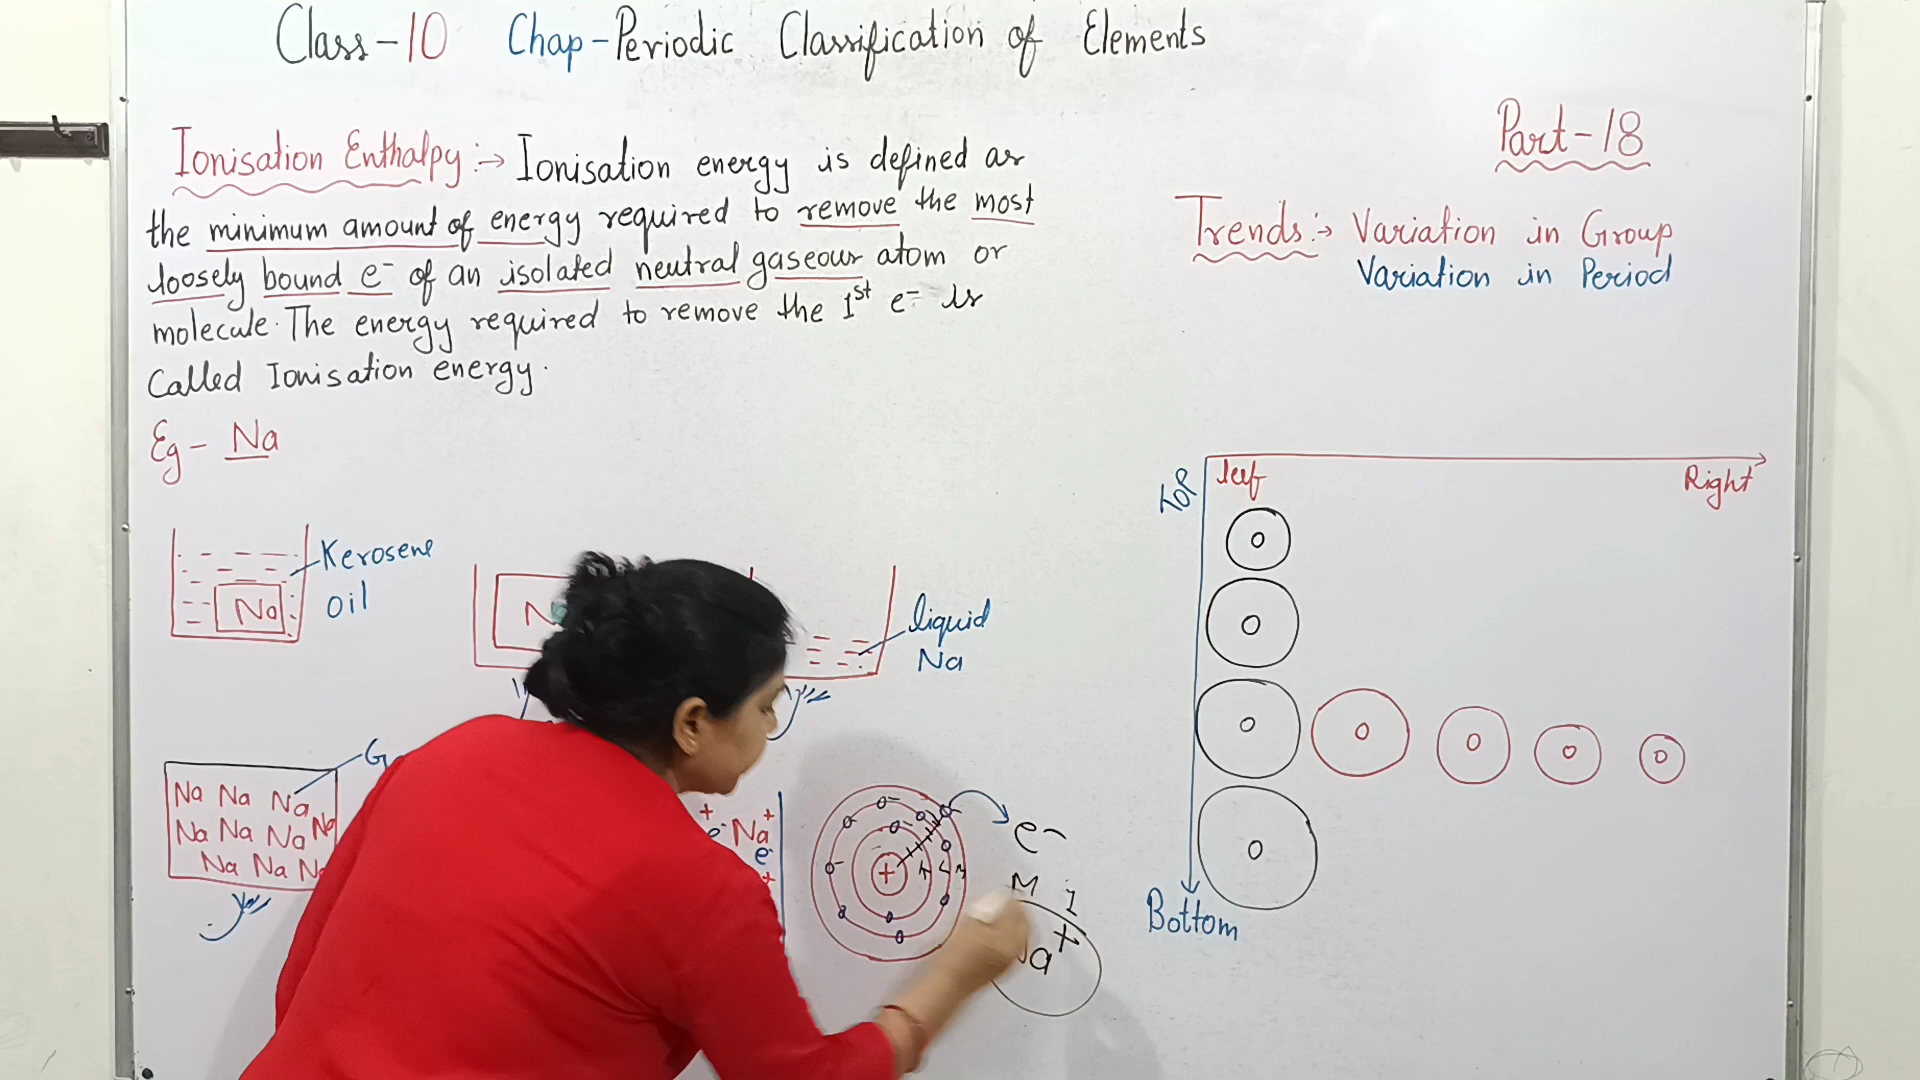 Class-10 Chap-Periodic Classification of Elements
Part-18
Ionisation Enthalpy:→ Ionisation energy is defined as
the minimum amount of energy required to remove the most
loosely bound e⁻ of an isolated neutral gaseous atom or
molecule. The energy required to remove the 1st e⁻ is
Called Ionisation energy.
Trends:→ Variation in Group
Variation in Period
Eg- Na
Kerosene
Oil
Na
liquid
Na
Na Na Na
Na Na Na Na
Na Na
+ +
e⁻ Na
e⁻
+
+
K L M
e⁻
M 1
+
Top
Right
Bottom